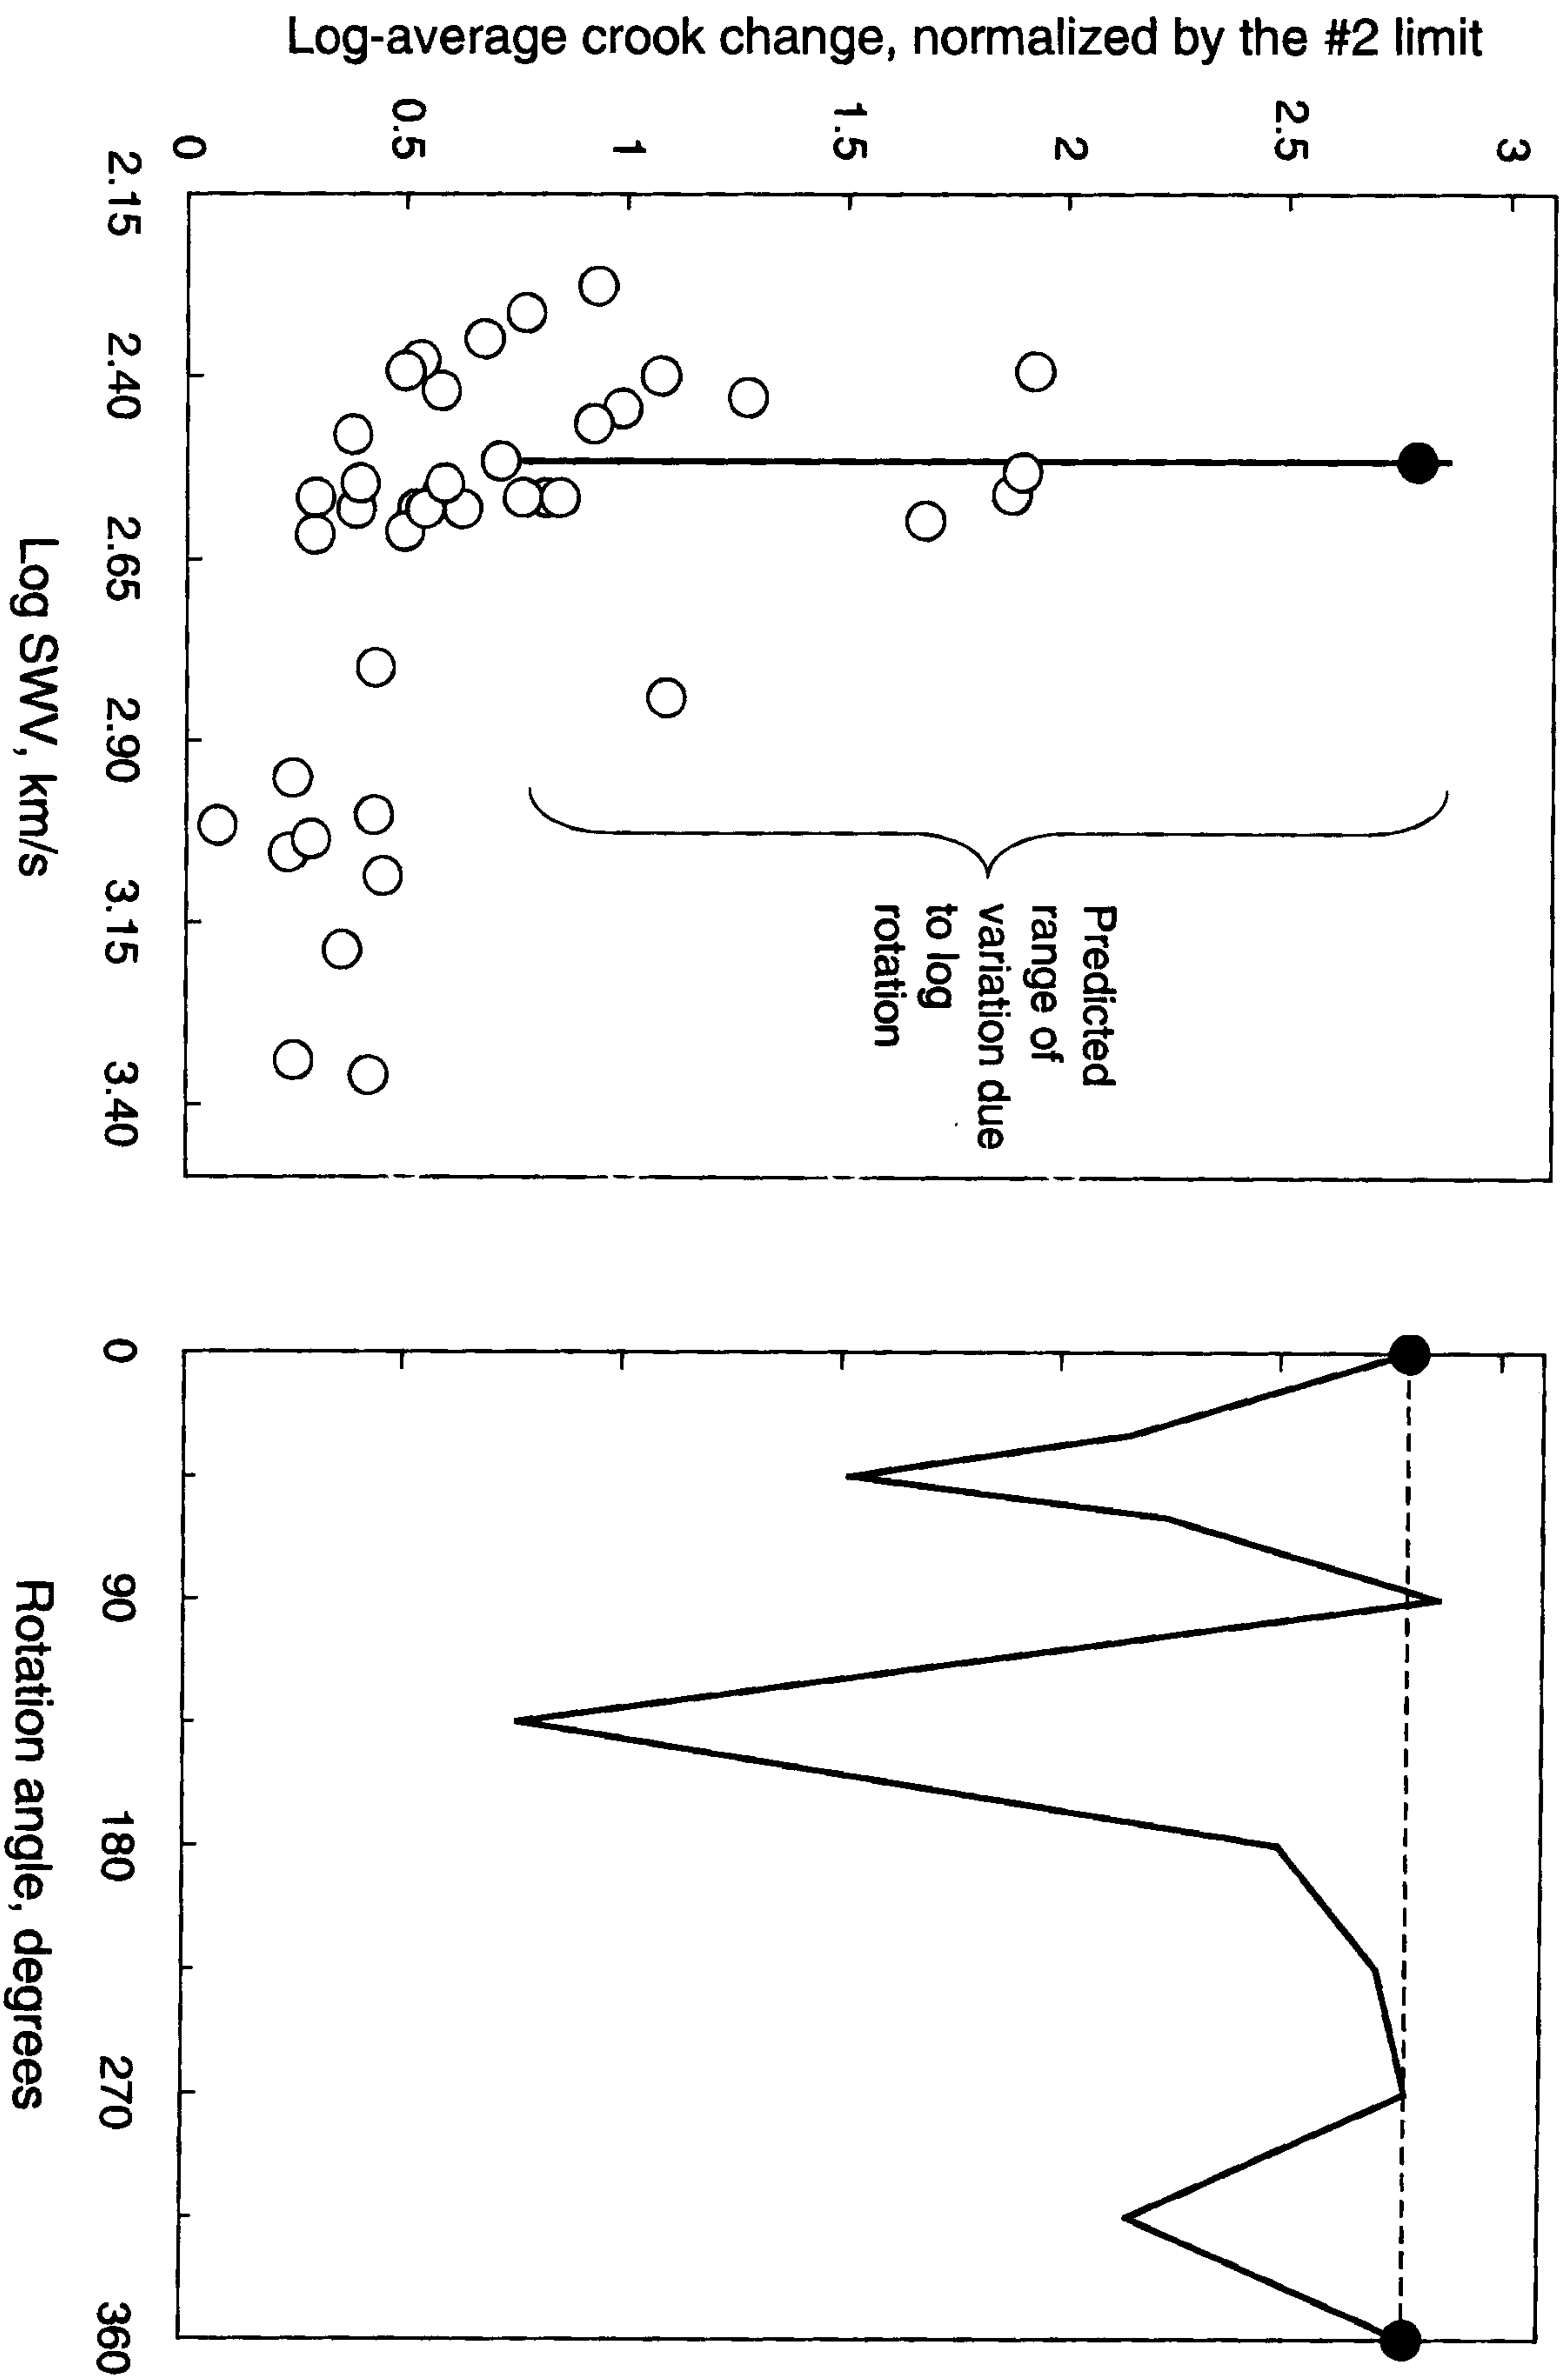 Log-average crook change, normalized by the #2 limit
3
2.5
2
1.5
1
0.5
0
2.15
2.40
2.65
2.90
3.15
3.40
Log SWV, km/s
Predicted
range of
variation due
to log
rotation
0
90
180
270
360
Rotation angle, degrees